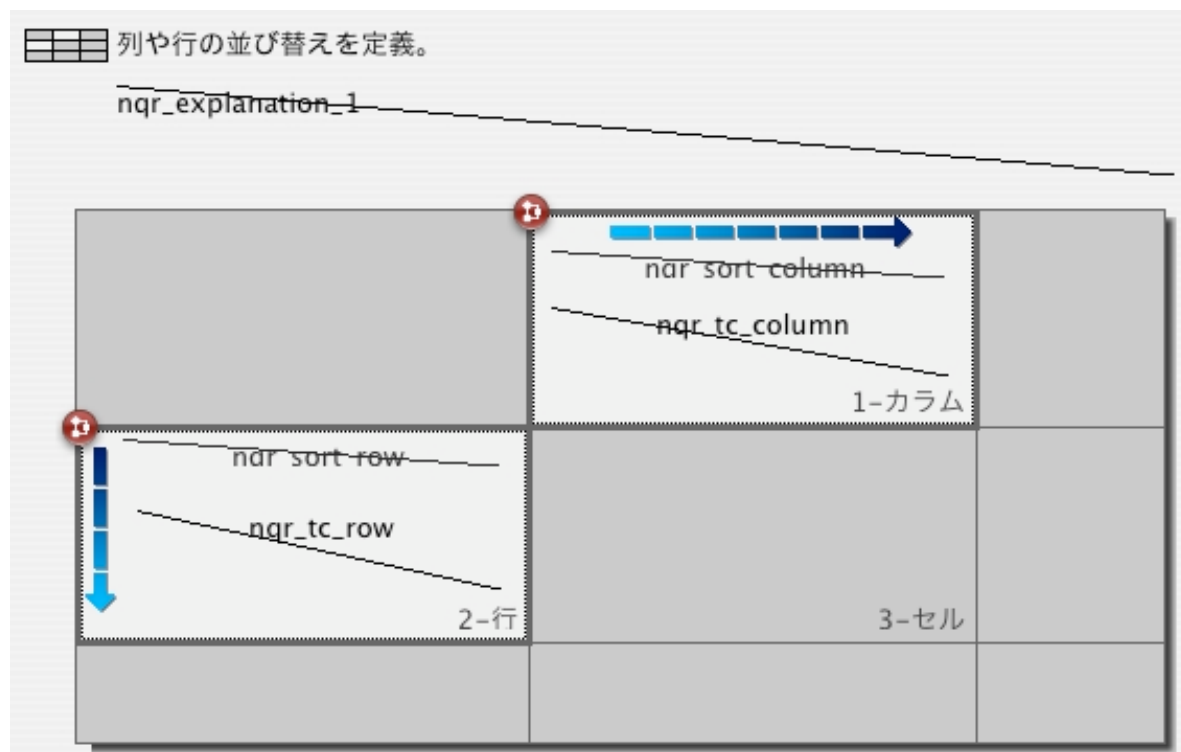 列や行の並び替えを定義。
nqr_explanation_1
nqr_sort_column
nqr_tc_column
1-カラム
nqr_sort_row
nqr_tc_row
2-行
3-セル